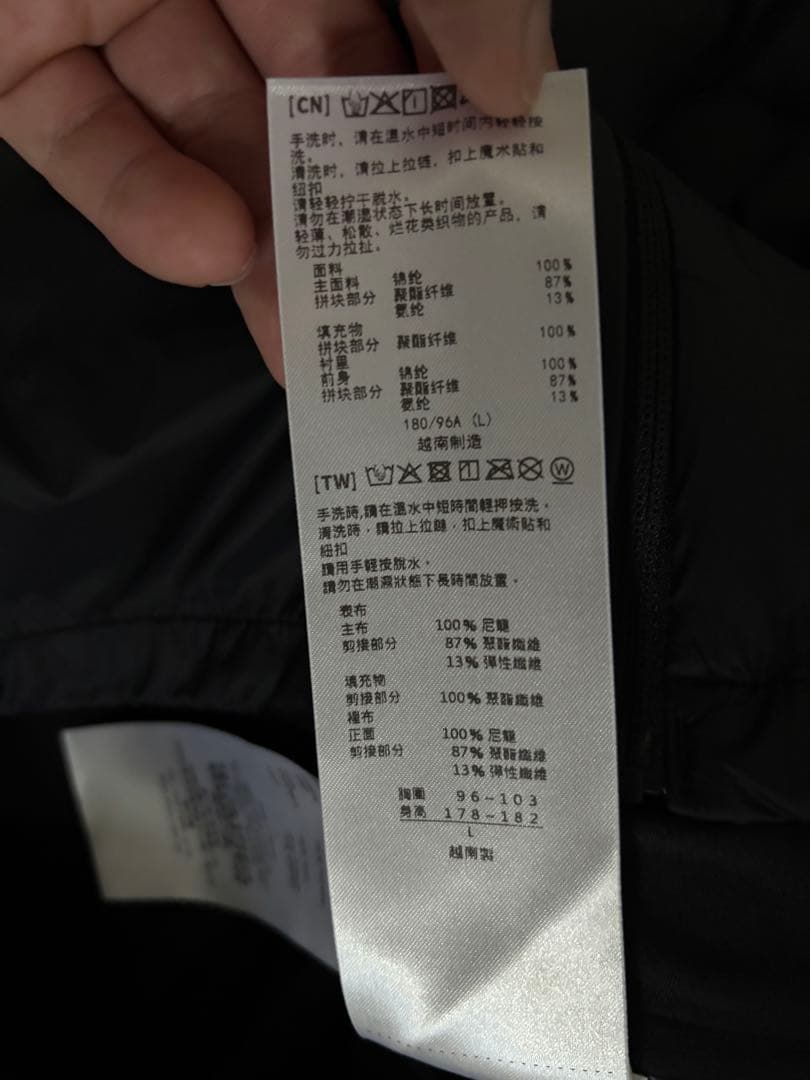 [CN]
手洗时，请在温水中短时间内轻轻按
洗。
清洗时，请拉上拉链，扣上魔术贴和
纽扣
请轻轻拧干脱水。
请勿在潮湿状态下长时间放置。
轻薄、松散、烂花类织物的产品，请
勿过力拉扯。
面料
主面料 锦纶 100%
拼块部分 聚酯纤维 87%
氨纶 13%
填充物
拼块部分 聚酯纤维 100%
衬里
前身 锦纶 100%
拼块部分 聚酯纤维 87%
氨纶 13%
180/96A (L)
越南制造
[TW] W
手洗時,請在溫水中短時間輕押按洗。
清洗時，請拉上拉鏈，扣上魔術貼和
紐扣
請用手輕按脫水。
請勿在潮濕狀態下長時間放置。
表布
主布 100% 尼龍
剪接部分 87% 聚酯纖維
13% 彈性纖維
填充物
剪接部分 100% 聚酯纖維
裡布
正面 100% 尼龍
剪接部分 87% 聚酯纖維
13% 彈性纖維
胸圍 96~103
身高 178~182
L
越南製